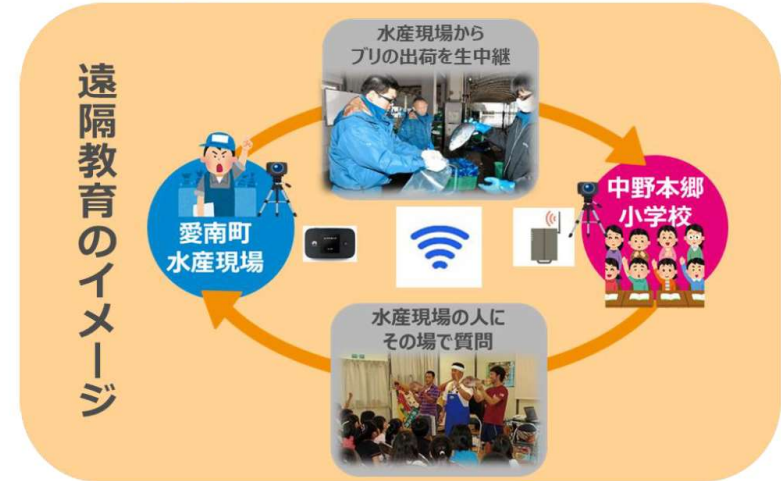 遠隔教育のイメージ
水産現場から
ブリの出荷を生中継
愛南町
水産現場
中野本郷
小学校
水産現場の人に
その場で質問